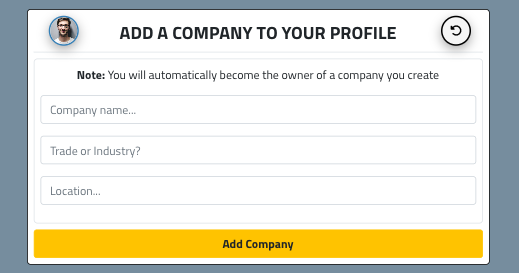 ADD A COMPANY TO YOUR PROFILE
Note: You will automatically become the owner of a company you create
Company name...
Trade or Industry?
Location...
Add Company